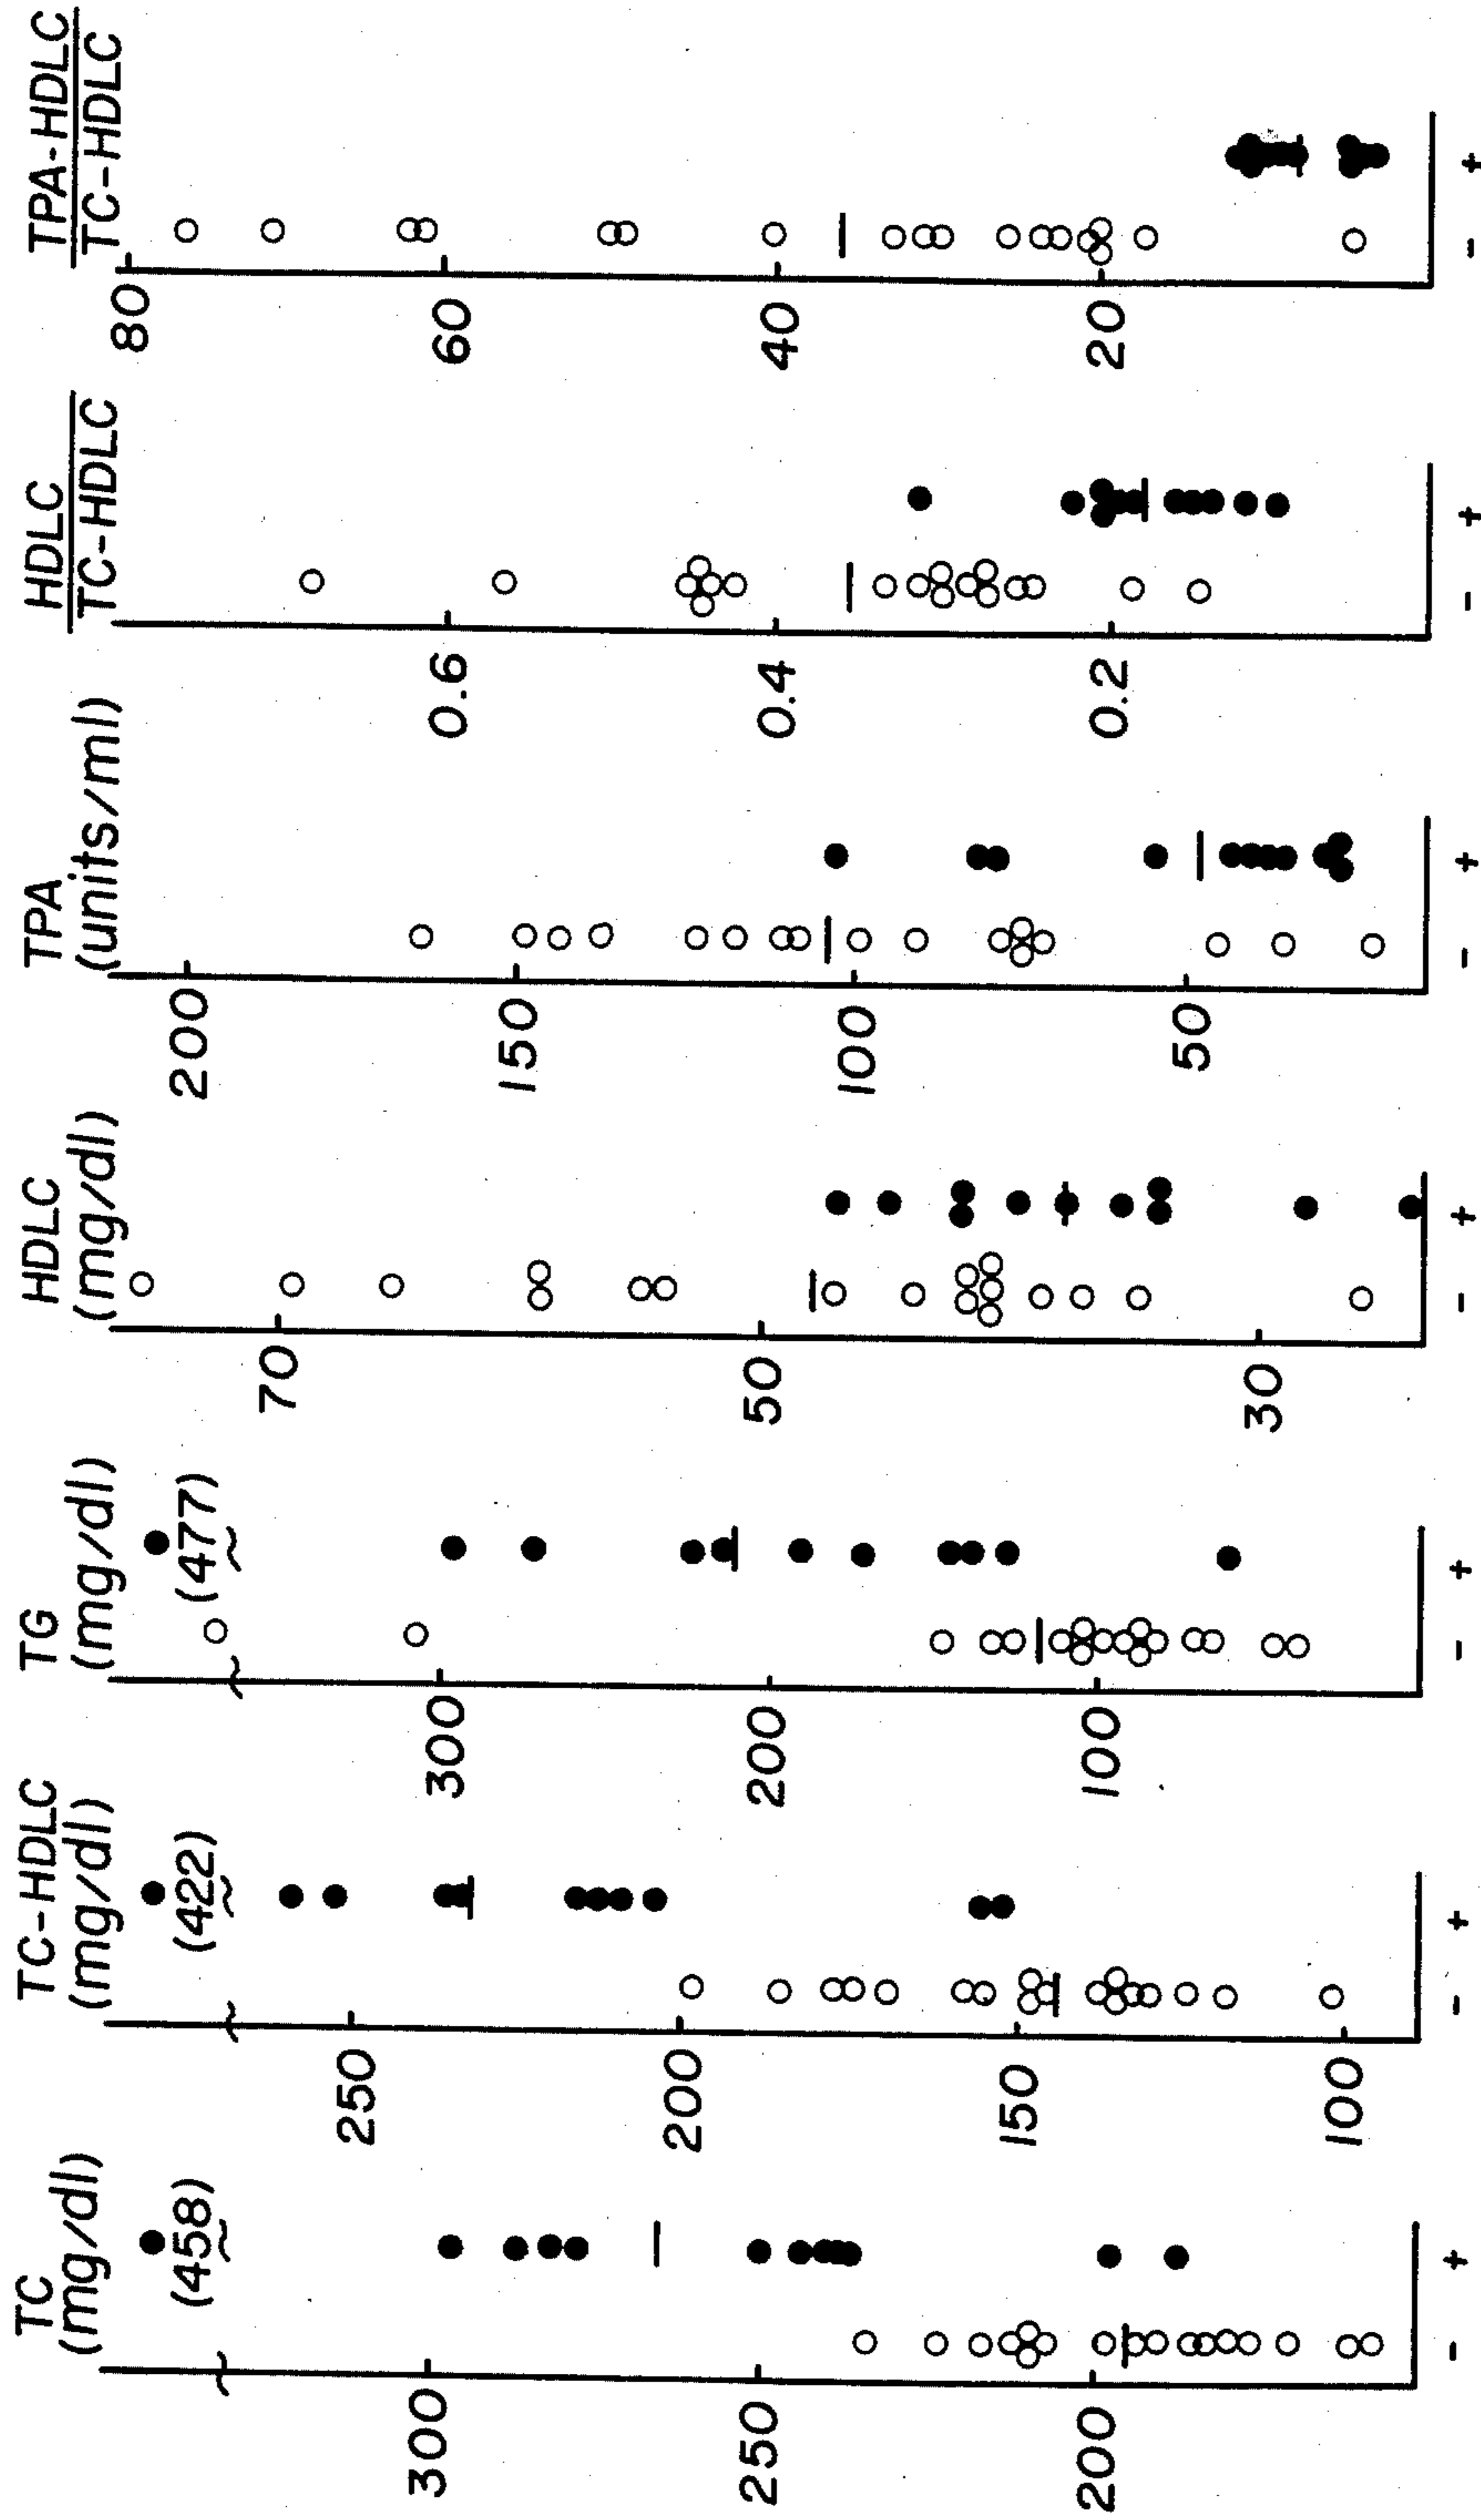 TC
(mg/dl)
(458)
300
250
200
- +
TC-HDLC
(mg/dl)
(422)
250
200
150
100
- +
TG
(mg/dl)
(477)
300
200
100
- +
HDLC
(mg/dl)
70
50
30
- +
TPA
(units/ml)
200
150
100
50
- +
HDLC
TC-HDLC
0.6
0.4
0.2
- +
TPA-HDLC
TC-HDLC
80
60
40
20
- +